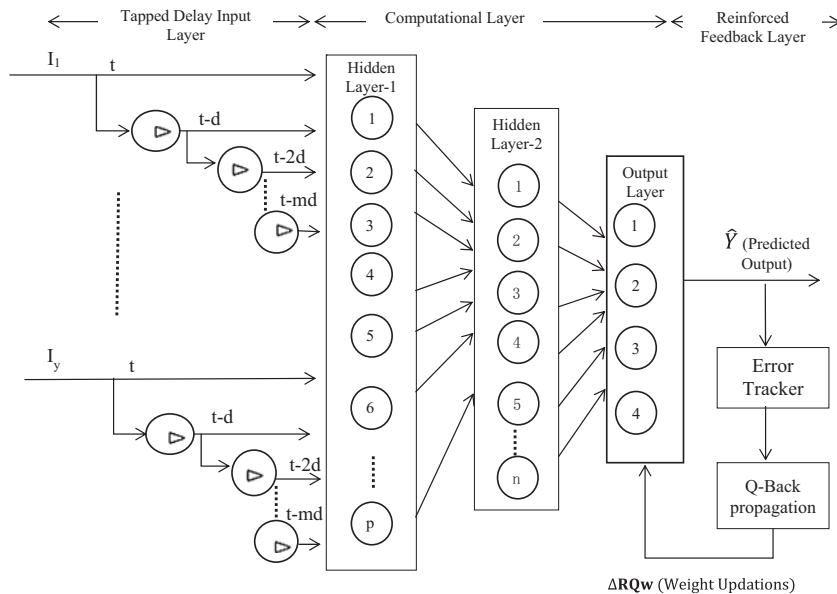 Tapped Delay Input
Layer
Computational Layer
Reinforced
Feedback Layer
I1
t
t-d
t-2d
t-md
Hidden
Layer-1
1
2
3
4
5
6
p
Hidden
Layer-2
1
2
3
4
5
n
Output
Layer
1
2
3
4
Ŷ (Predicted
Output)
Error
Tracker
Q-Back
propagation
ΔRQw (Weight Updations)
Iy
t
t-d
t-2d
t-md